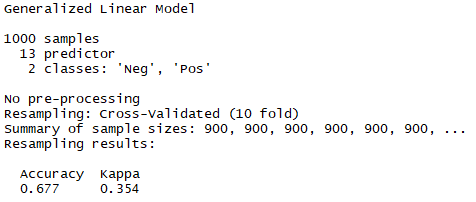 Generalized Linear Model
1000 samples
13 predictor
2 classes: 'Neg', 'Pos'
No pre-processing
Resampling: Cross-Validated (10 fold)
Summary of sample sizes: 900, 900, 900, 900, 900, 900, ...
Resampling results:
Accuracy Kappa
0.677 0.354